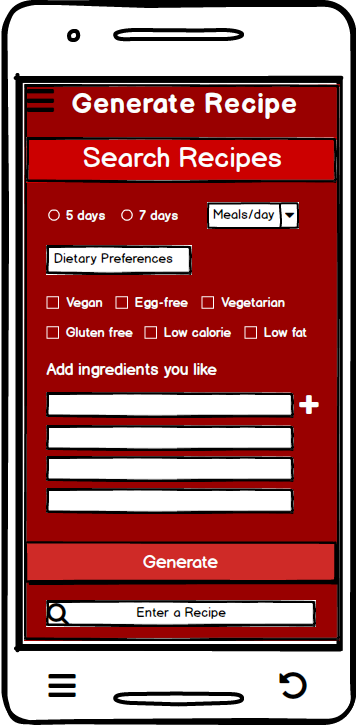 Generate Recipe
Search Recipes
5 days 7 days Meals/day
Dietary Preferences
Vegan Egg-free Vegetarian
Gluten free Low calorie Low fat
Add ingredients you like
Generate
Enter a Recipe